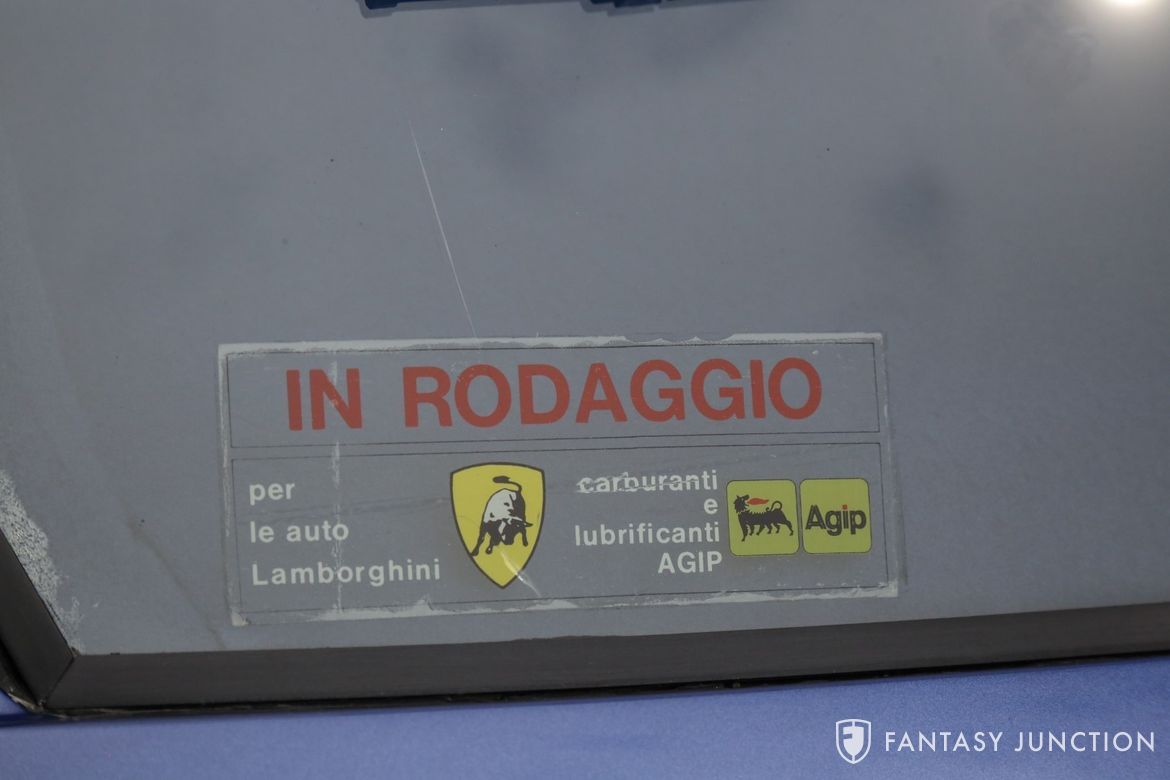 IN RODAGGIO
per
le auto
Lamborghini
carburanti
e
lubrificanti
AGIP
Agip
FANTASY JUNCTION